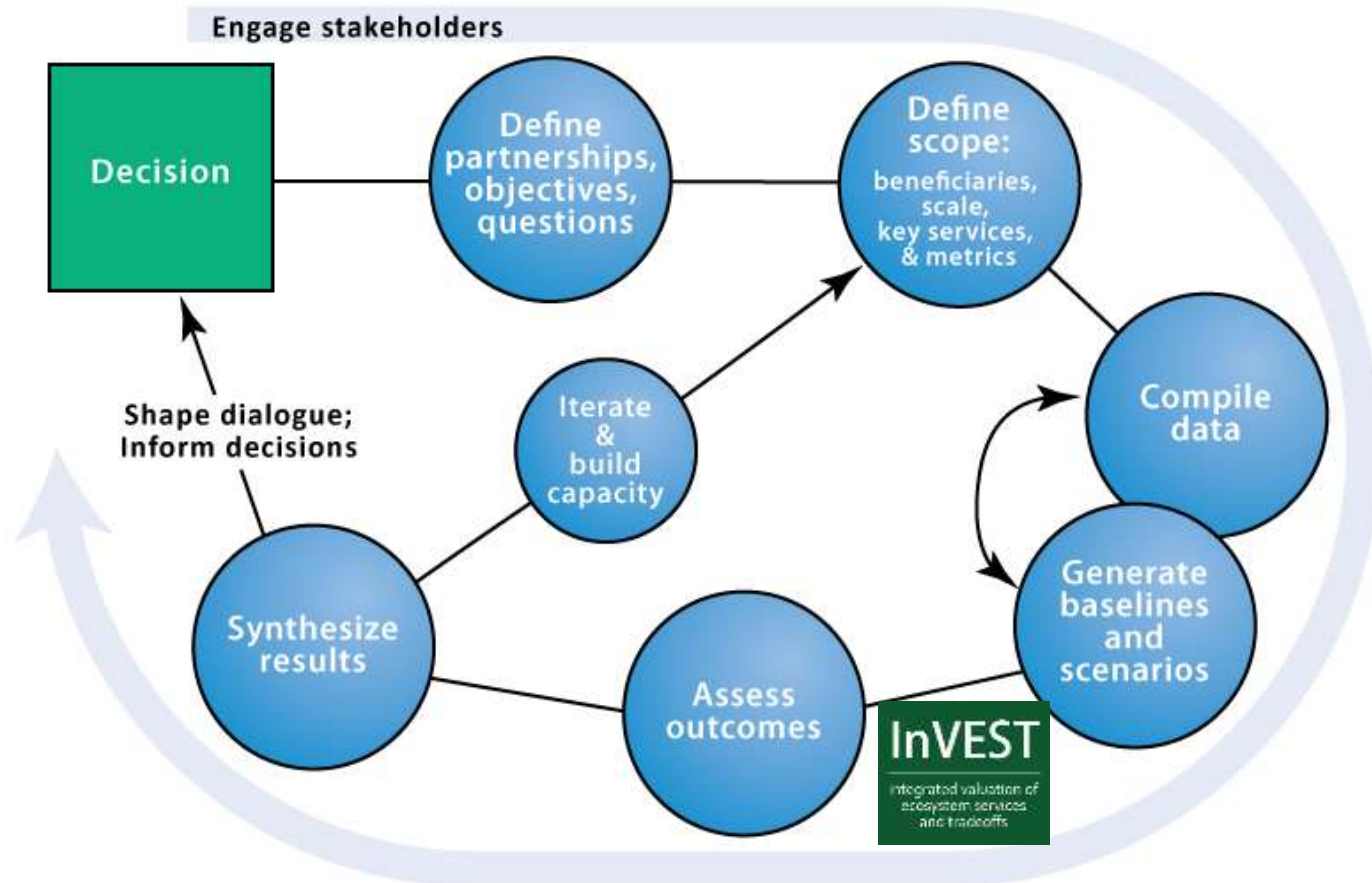 Engage stakeholders
Decision
Define
partnerships,
objectives,
questions
Define
scope:
beneficiaries,
scale,
key services,
& metrics
Compile
data
Generate
baselines
and
scenarios
Iterate
&
build
capacity
Shape dialogue;
Inform decisions
Synthesize
results
Assess
outcomes
InVEST
integrated valuation of
ecosystem services
and tradeoffs